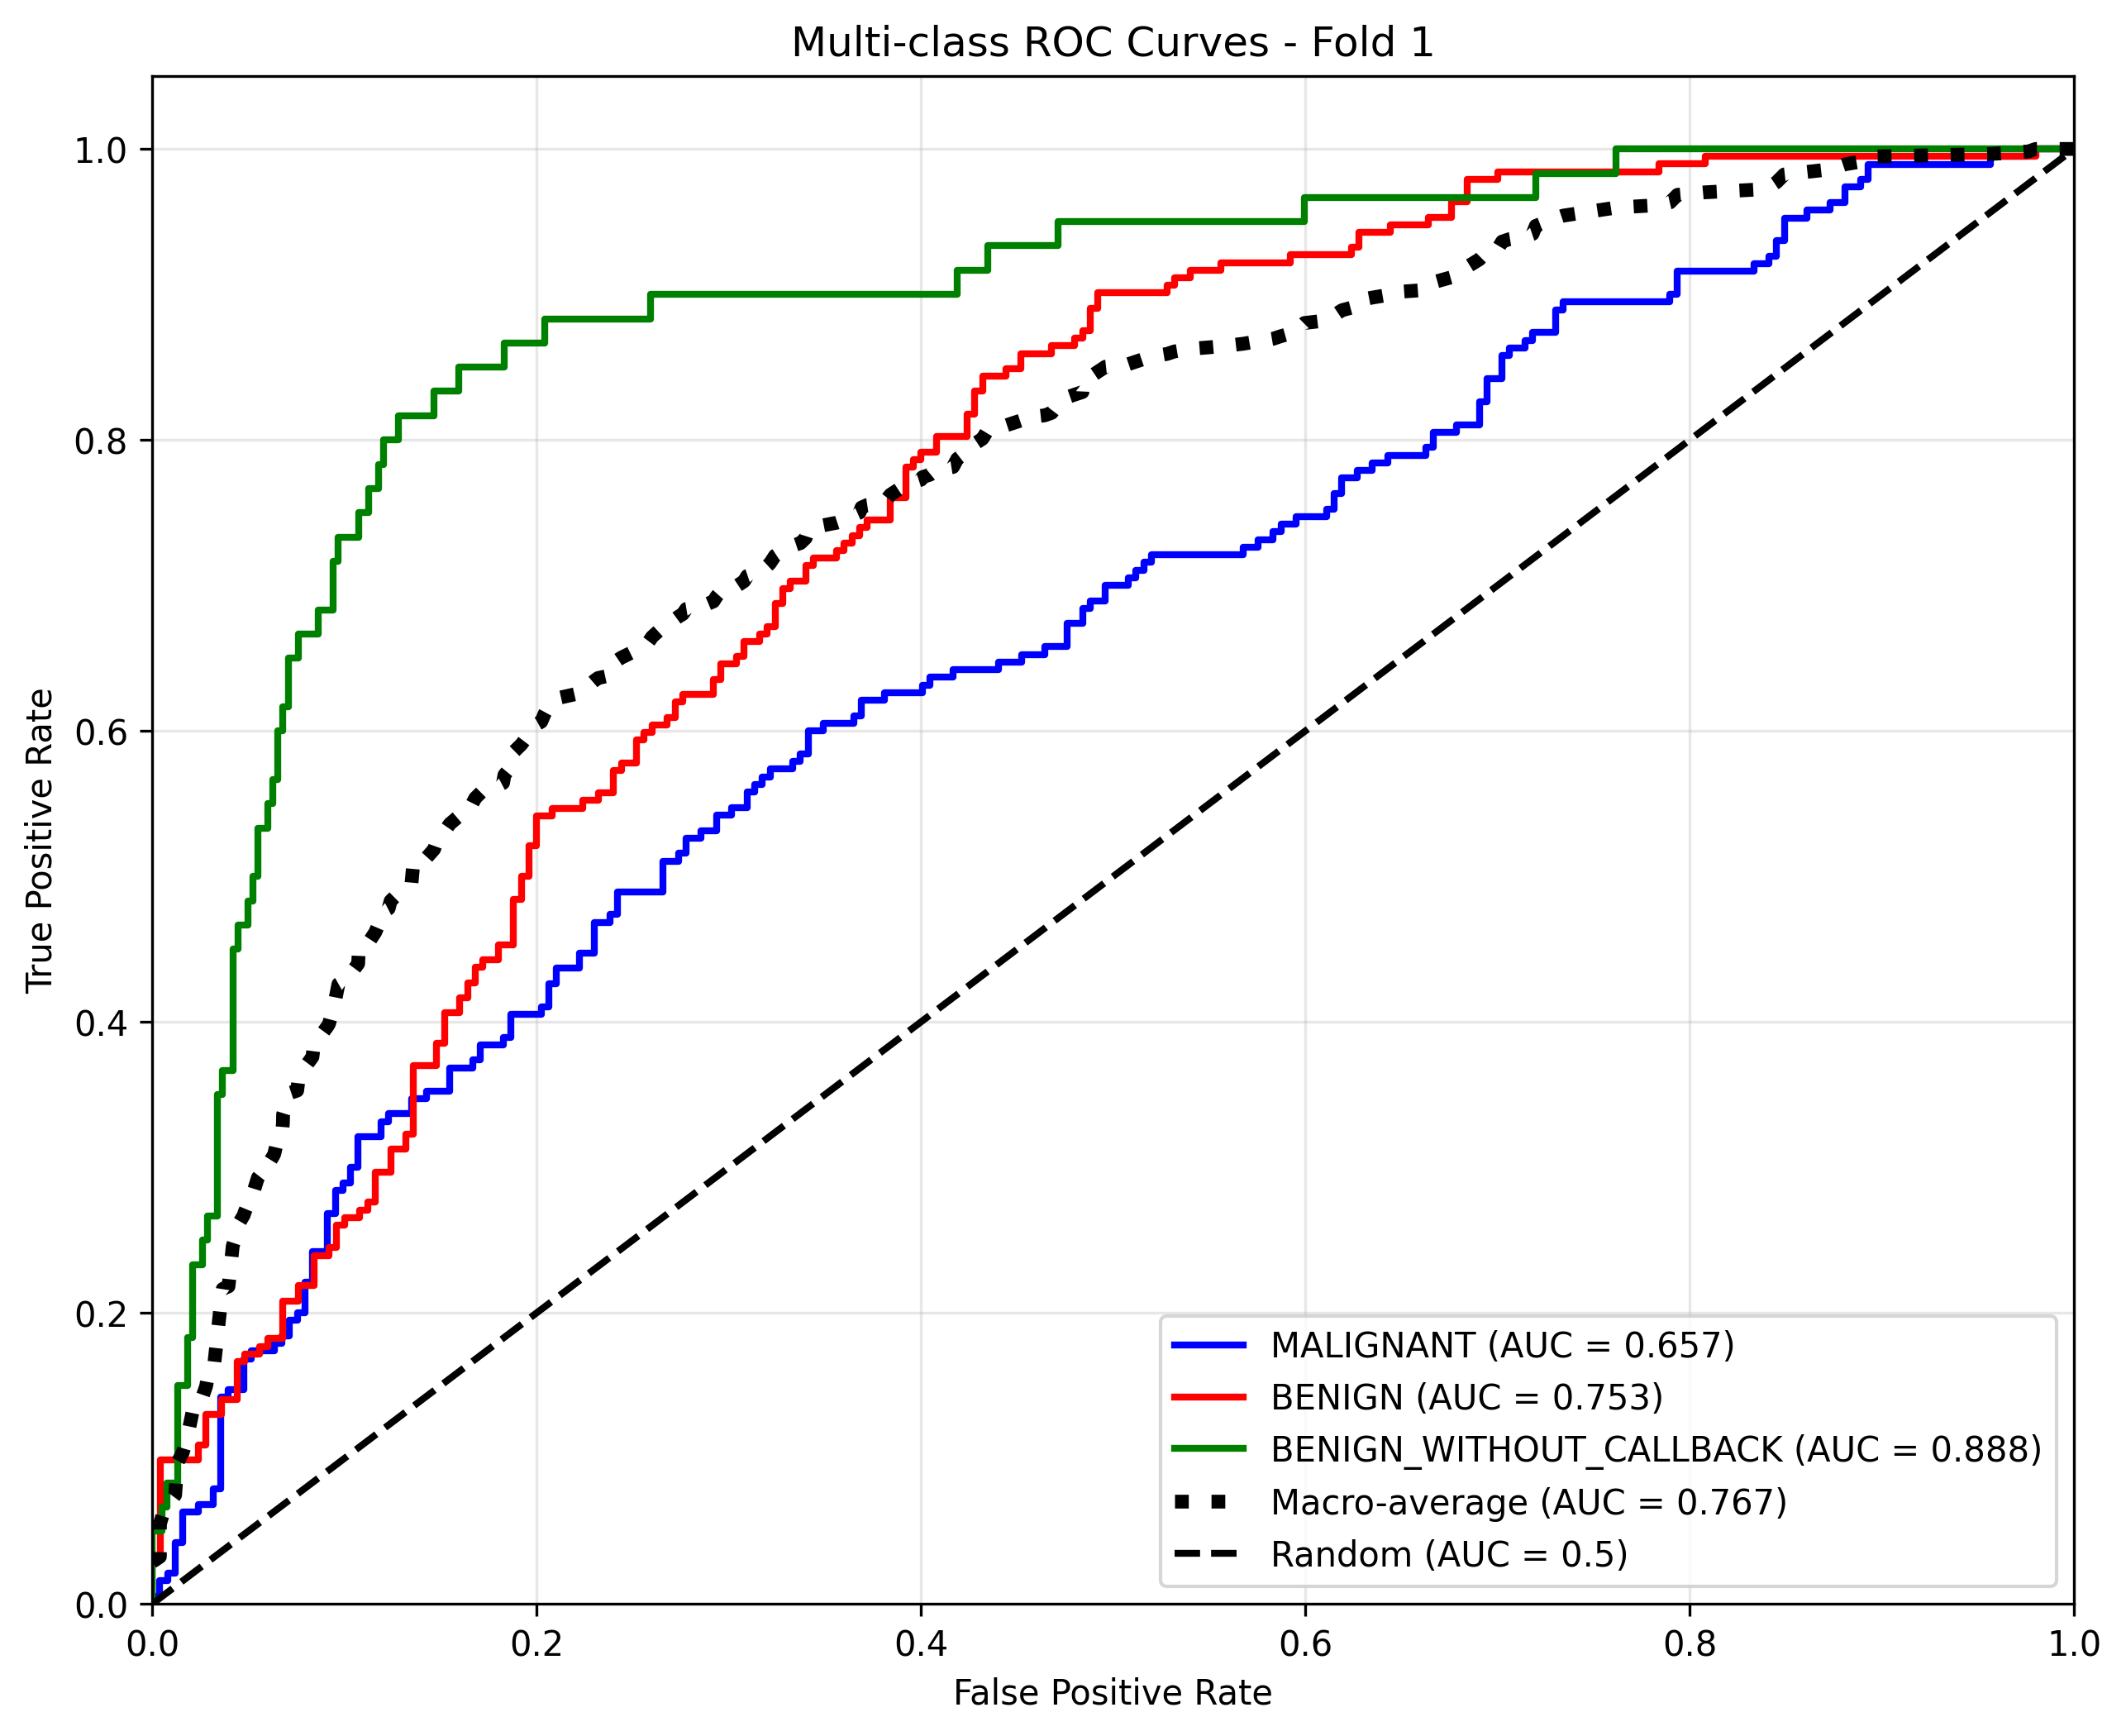 Multi-class ROC Curves - Fold 1
True Positive Rate
1.0
0.8
0.6
0.4
0.2
0.0
0.0 0.2 0.4 0.6 0.8 1.0
False Positive Rate
MALIGNANT (AUC = 0.657)
BENIGN (AUC = 0.753)
BENIGN_WITHOUT_CALLBACK (AUC = 0.888)
Macro-average (AUC = 0.767)
Random (AUC = 0.5)